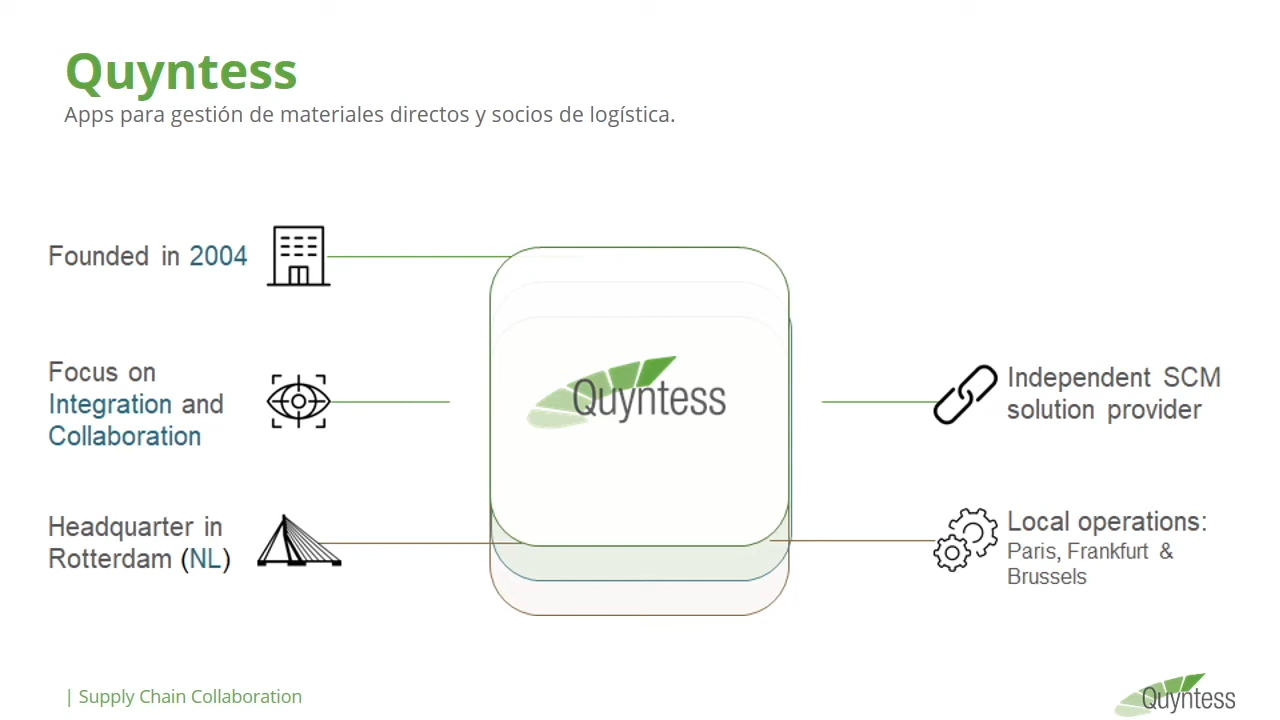 Quyntess
Apps para gestión de materiales directos y socios de logística.
Founded in 2004
Focus on
Integration and
Collaboration
Headquarter in
Rotterdam (NL)
Quyntess
Independent SCM
solution provider
Local operations:
Paris, Frankfurt &
Brussels
| Supply Chain Collaboration
Quyntess